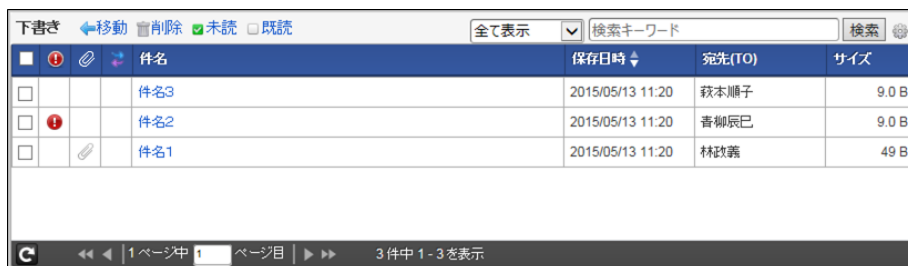 下書き 移動 削除 未読 既読 全て表示 検索キーワード 検索
件名 保存日時 宛先(TO) サイズ
件名3 2015/05/13 11:20 萩本順子 9.0 B
件名2 2015/05/13 11:20 青柳辰巳 9.0 B
件名1 2015/05/13 11:20 林政義 49 B
1 ページ中 1 ページ目 3 件中 1 - 3 を表示